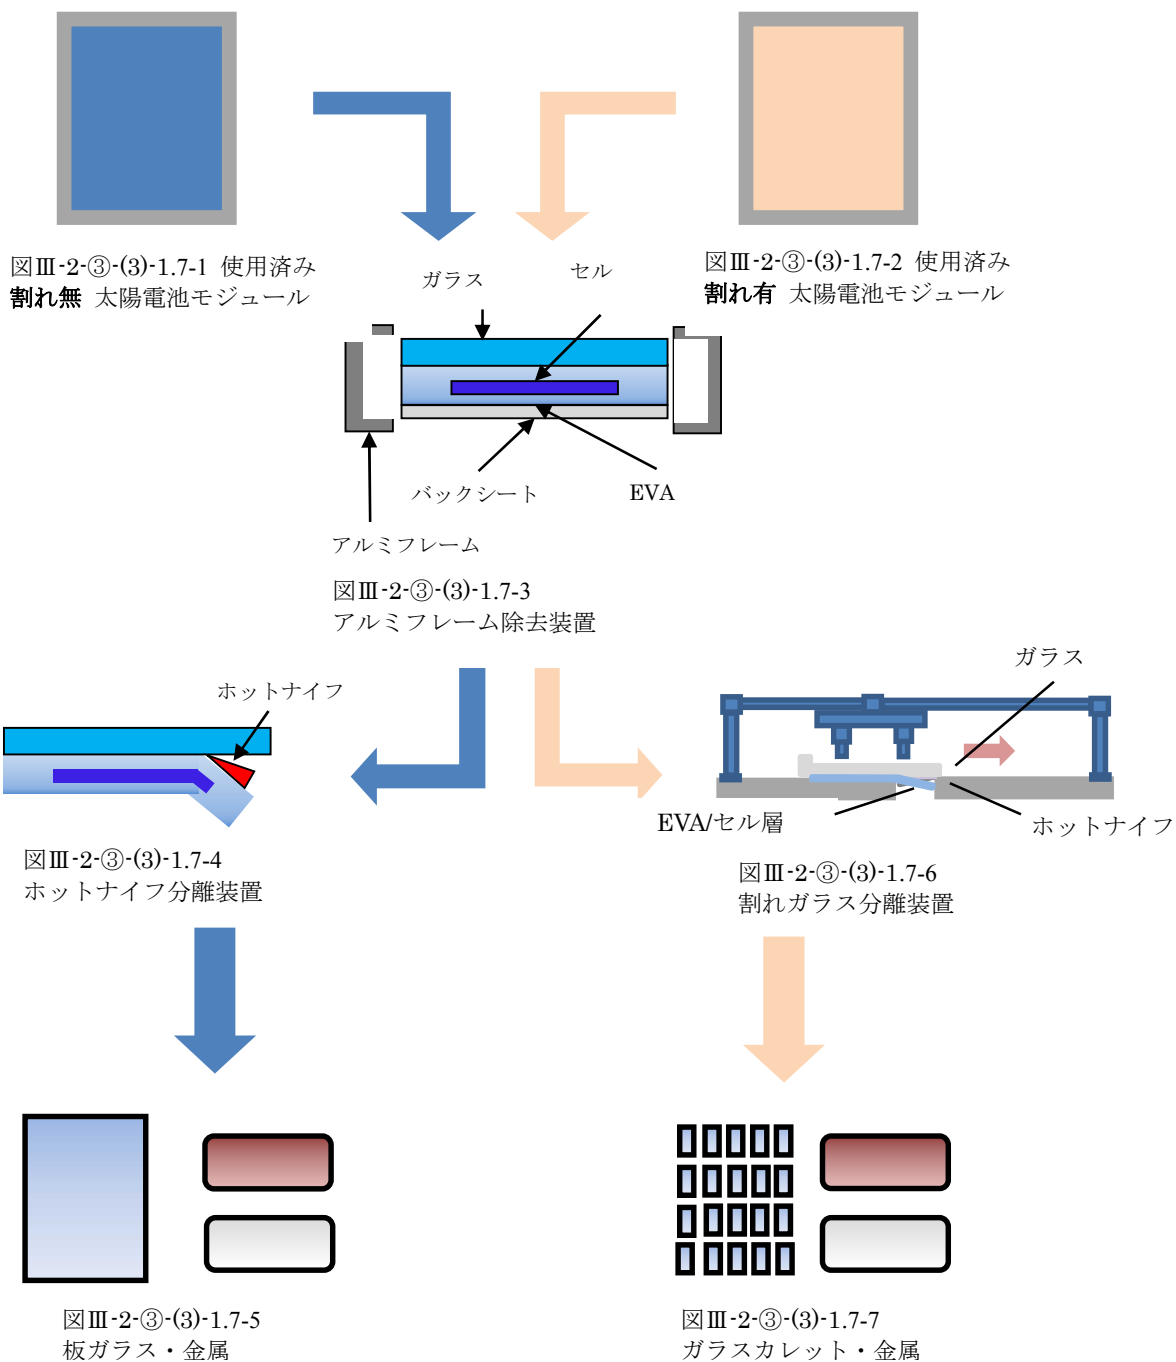 図Ⅲ-2-③-(3)-1.7-1 使用済み
割れ無 太陽電池モジュール
図Ⅲ-2-③-(3)-1.7-2 使用済み
割れ有 太陽電池モジュール
ガラス
セル
バックシート
EVA
アルミフレーム
図Ⅲ-2-③-(3)-1.7-3
アルミフレーム除去装置
ホットナイフ
ガラス
EVA/セル層
ホットナイフ
図Ⅲ-2-③-(3)-1.7-4
ホットナイフ分離装置
図Ⅲ-2-③-(3)-1.7-6
割れガラス分離装置
図Ⅲ-2-③-(3)-1.7-5
板ガラス・金属
図Ⅲ-2-③-(3)-1.7-7
ガラスカレット・金属